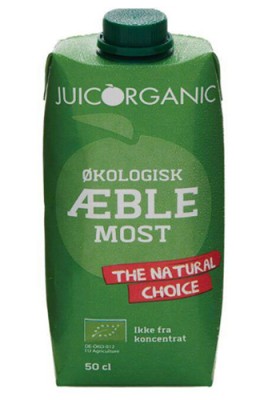 JUICORGANIC
ØKOLOGISK
ÆBLE
MOST
THE NATURAL
CHOICE
Ikke fra
koncentrat
50 cl